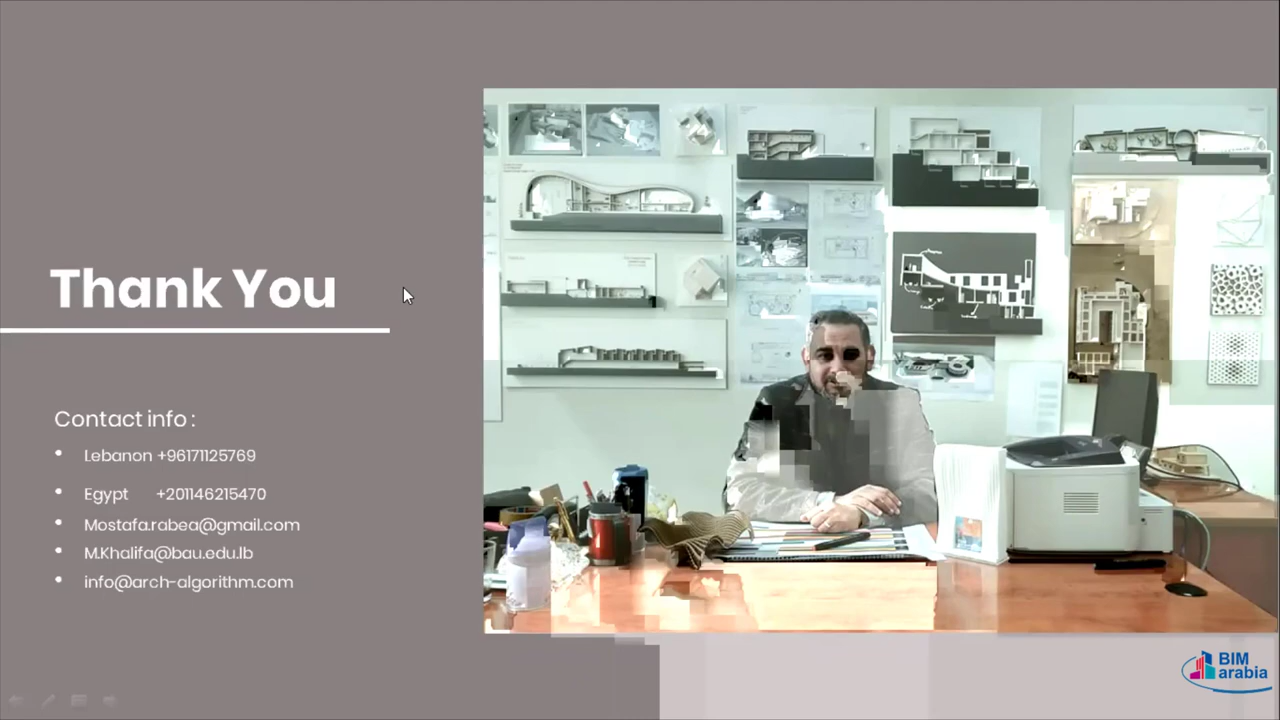 Thank You
Contact info :
• Lebanon +96171125769
• Egypt +201146215470
• Mostafa.rabea@gmail.com
• M.Khalifa@bau.edu.lb
• info@arch-algorithm.com
BIM
arabia